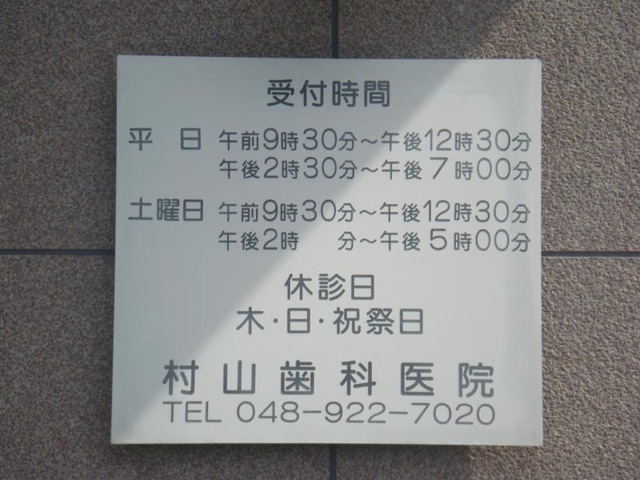 受付時間
平 日 午前9時30分～午後12時30分
午後2時30分～午後7時00分
土曜日 午前9時30分～午後12時30分
午後2時 分～午後5時00分
休診日
木・日・祝祭日
村山歯科医院
TEL 048-922-7020